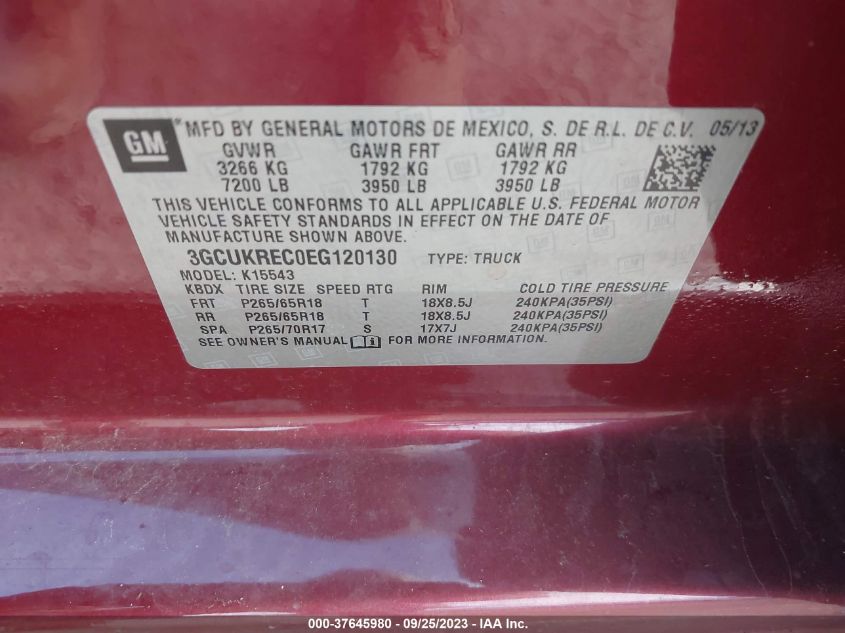 GM ® MFD BY GENERAL MOTORS DE MEXICO, S. DE R.L. DE C.V. 05/13
GVWR GAWR FRT GAWR RR
3266 KG 1792 KG 1792 KG
7200 LB 3950 LB 3950 LB
THIS VEHICLE CONFORMS TO ALL APPLICABLE U.S. FEDERAL MOTOR
VEHICLE SAFETY STANDARDS IN EFFECT ON THE DATE OF
MANUFACTURE SHOWN ABOVE.
3GCUKREC0EG120130 TYPE: TRUCK
MODEL: K15543
KBDX TIRE SIZE SPEED RTG RIM COLD TIRE PRESSURE
FRT P265/65R18 T 18X8.5J 240KPA(35PSI)
RR P265/65R18 T 18X8.5J 240KPA(35PSI)
SPA P265/70R17 S 17X7J 240KPA(35PSI)
SEE OWNER'S MANUAL FOR MORE INFORMATION.
000-37645980 - 09/25/2023 - IAA Inc.